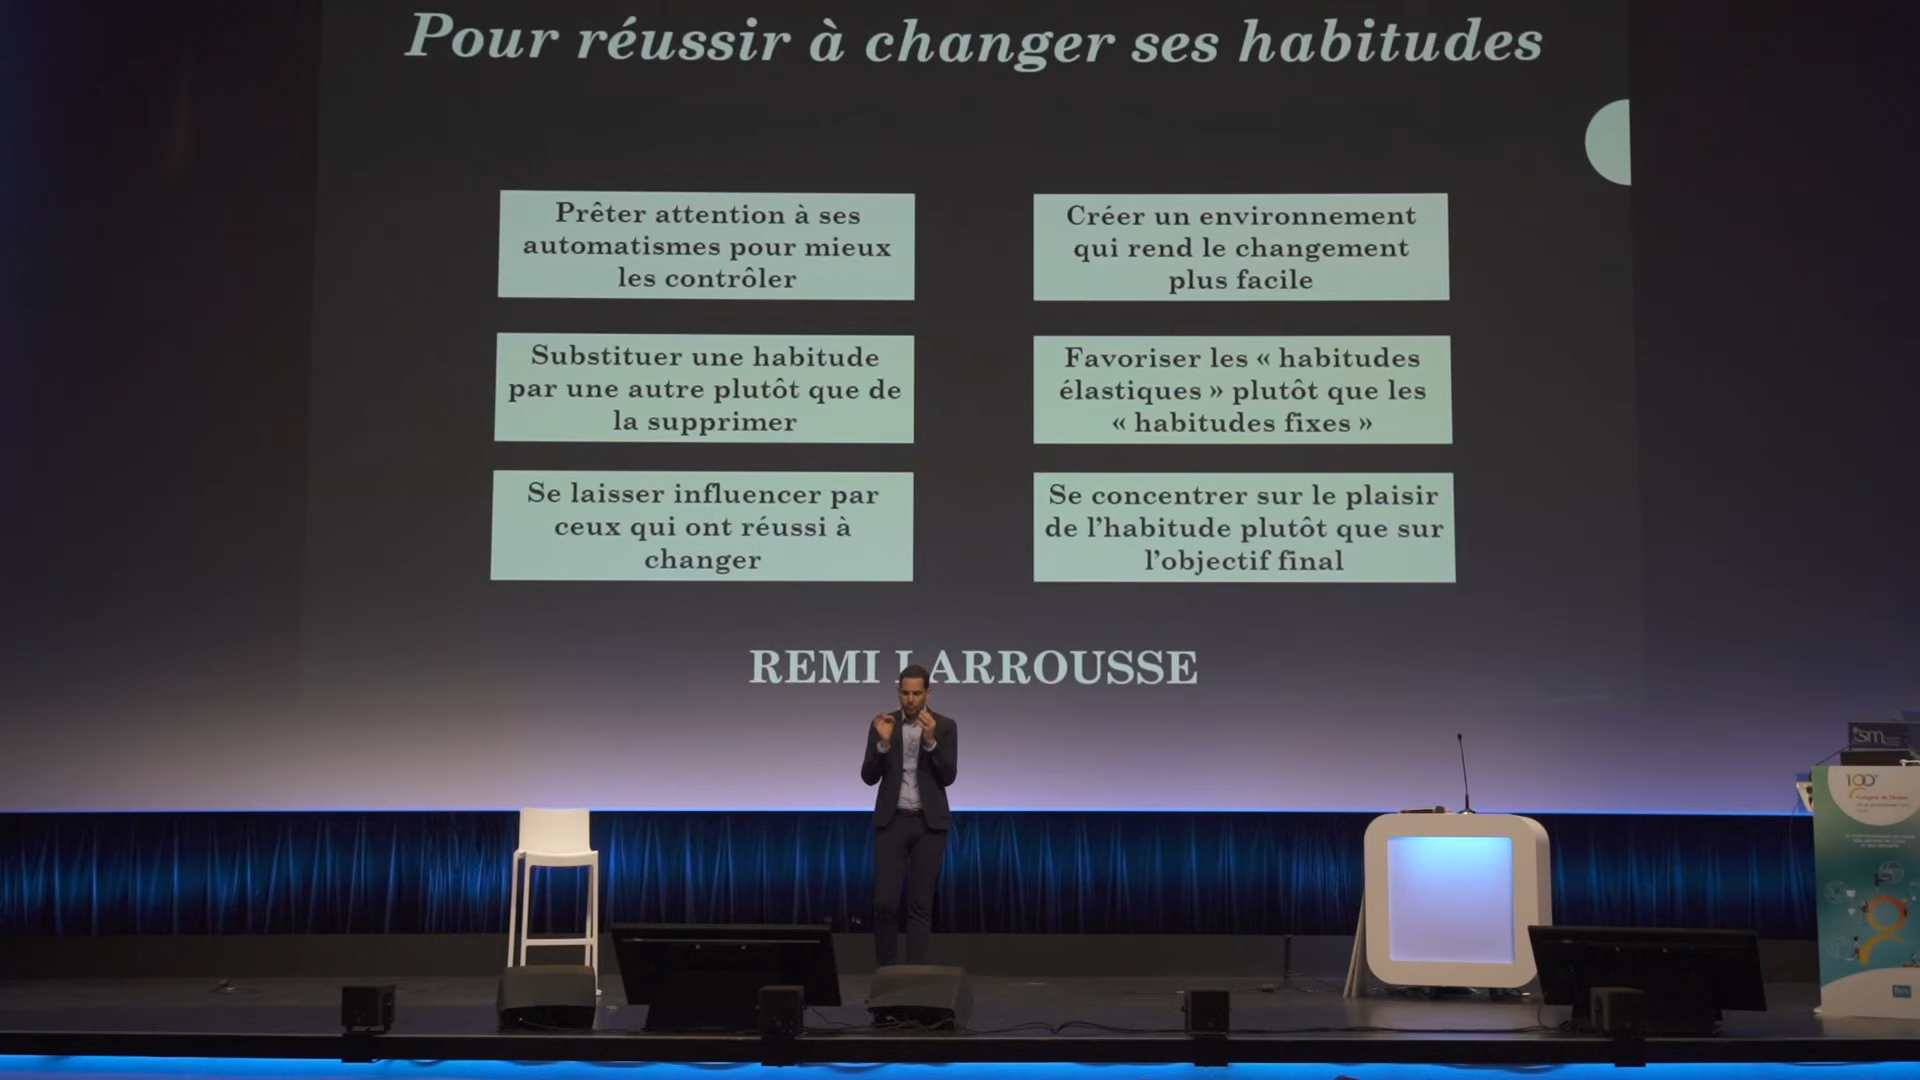 Pour réussir à changer ses habitudes
Prêter attention à ses
automatismes pour mieux
les contrôler
Créer un environnement
qui rend le changement
plus facile
Substituer une habitude
par une autre plutôt que de
la supprimer
Favoriser les « habitudes
élastiques » plutôt que les
« habitudes fixes »
Se laisser influencer par
ceux qui ont réussi à
changer
Se concentrer sur le plaisir
de l’habitude plutôt que sur
l’objectif final
REMI LARROUSSE
sm
100e